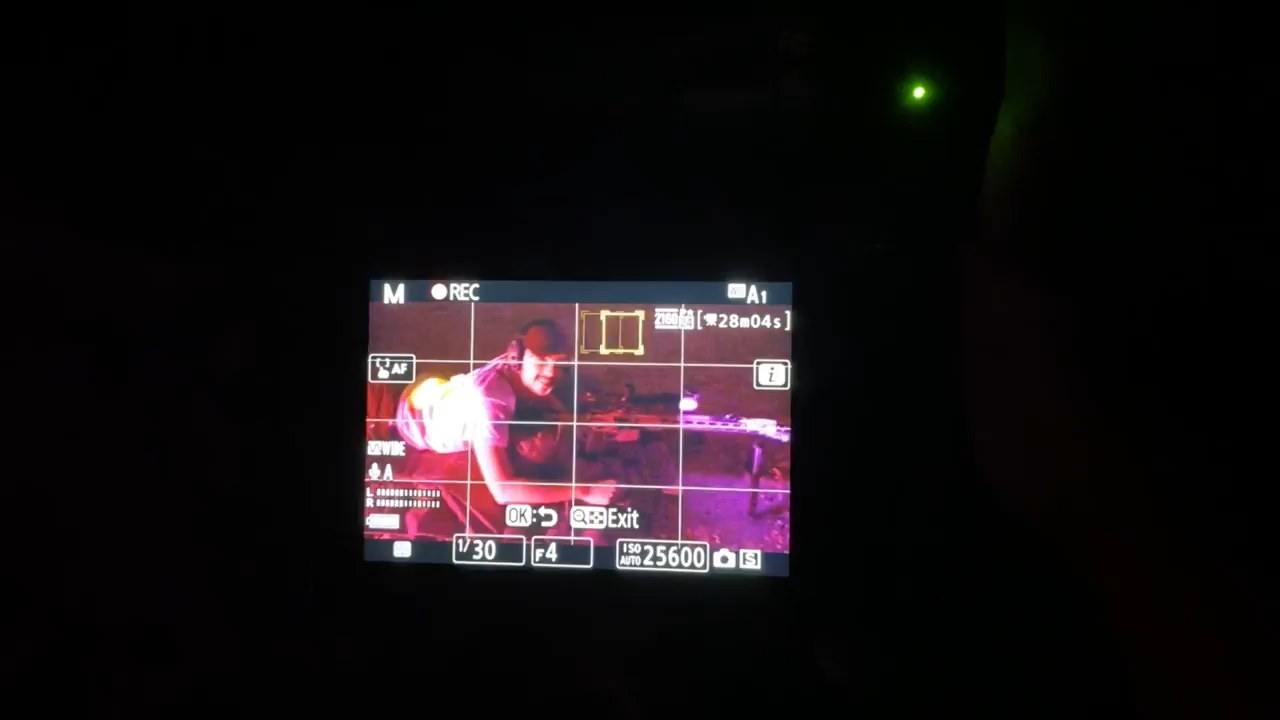 M REC A1
2160 [28m04s]
AF i
WIDE
A
L
R
OK: Exit
1/30 F4 ISO AUTO 25600 S